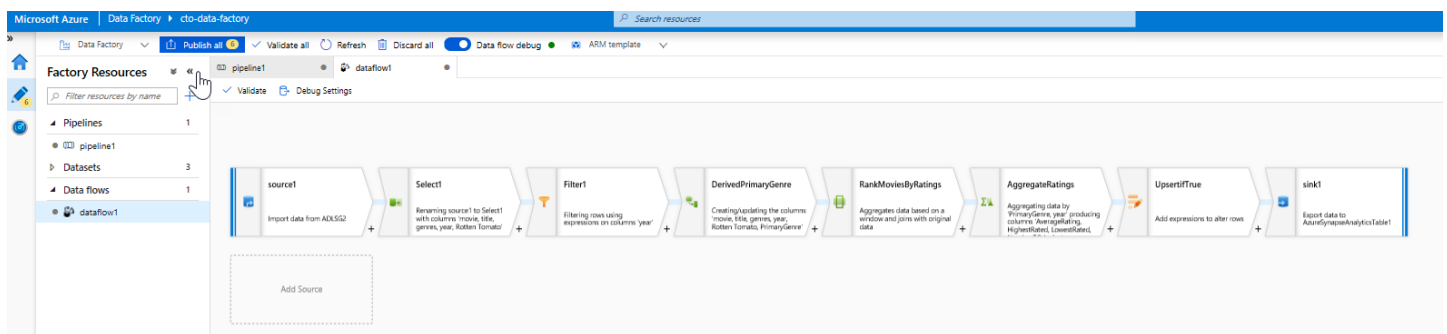 Microsoft Azure Data Factory cto-data-factory Search resources
Data Factory Publish all 6 Validate all Refresh Discard all Data flow debug ARM template
Factory Resources
pipeline1 dataflow1
Filter resources by name
6
Validate Debug Settings
Pipelines 1
pipeline1
Datasets 3
Data flows 1
dataflow1
source1
Import data from ADLSG2
+
Select1
Renaming source1 to Select1
with columns 'movie, title,
genres, year, Rotten Tomato'
+
Filter1
Filtering rows using
expressions on columns 'year'
+
DerivedPrimaryGenre
Creating/updating the columns
'movie, title, genres, year,
Rotten Tomato, PrimaryGenre'
+
RankMoviesByRatings
Aggregates data based on a
window and joins with original
data
+
AggregateRatings
Aggregating data by
'PrimaryGenre, year' producing
columns 'AverageRating,
HighestRated, LowestRated,
+
UpsertifTrue
Add expressions to alter rows
+
sink1
Export data to
AzureSynapseAnalyticsTable1
Add Source